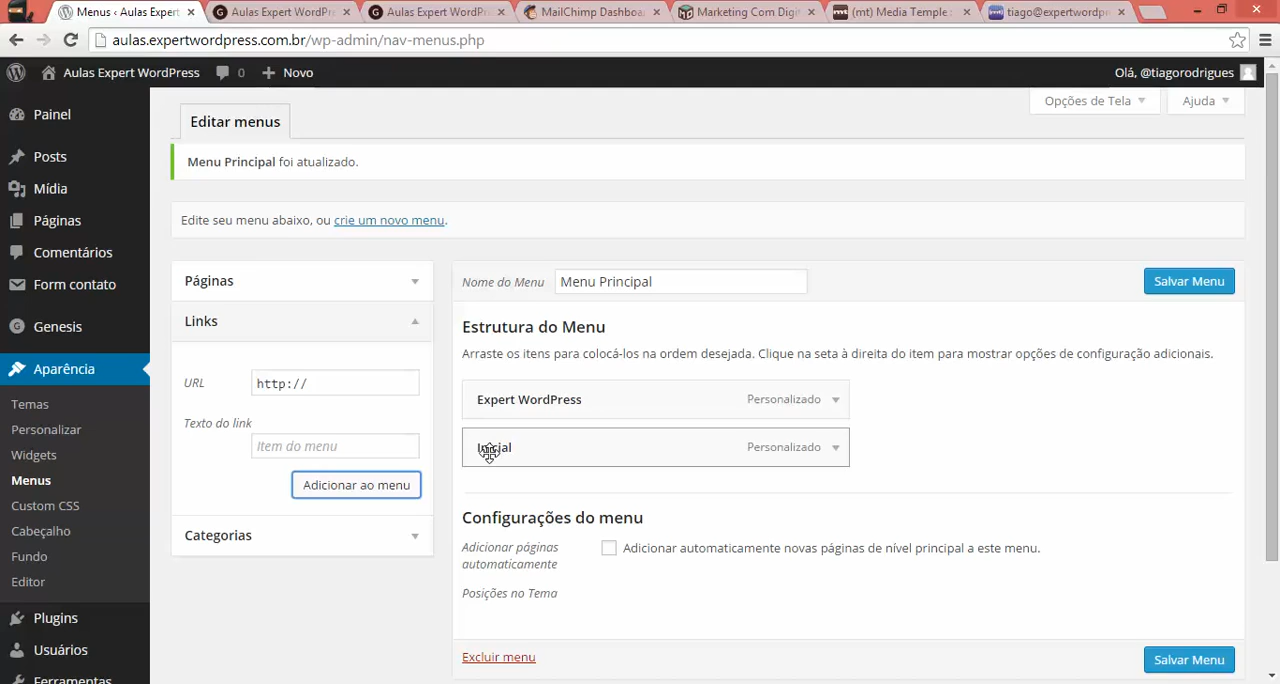 Menus ‹ Aulas Expert
Aulas Expert WordPre
Aulas Expert WordPre
MailChimp Dashboar
Marketing Com Digit
(mt) Media Temple :
tiago@expertwordpr
aulas.expertwordpress.com.br/wp-admin/nav-menus.php
Aulas Expert WordPress
0
Novo
Olá, @tiagorodrigues
Painel
Posts
Mídia
Páginas
Comentários
Form contato
Genesis
Aparência
Temas
Personalizar
Widgets
Menus
Custom CSS
Cabeçalho
Fundo
Editor
Plugins
Usuários
Ferramentas
Opções de Tela
Ajuda
Editar menus
Menu Principal foi atualizado.
Edite seu menu abaixo, ou crie um novo menu.
Páginas
Links
URL
http://
Texto do link
Item do menu
Adicionar ao menu
Categorias
Nome do Menu
Menu Principal
Salvar Menu
Estrutura do Menu
Arraste os itens para colocá-los na ordem desejada. Clique na seta à direita do item para mostrar opções de configuração adicionais.
Expert WordPress Personalizado
Inicial Personalizado
Configurações do menu
Adicionar páginas
automaticamente
Adicionar automaticamente novas páginas de nível principal a este menu.
Posições no Tema
Excluir menu
Salvar Menu